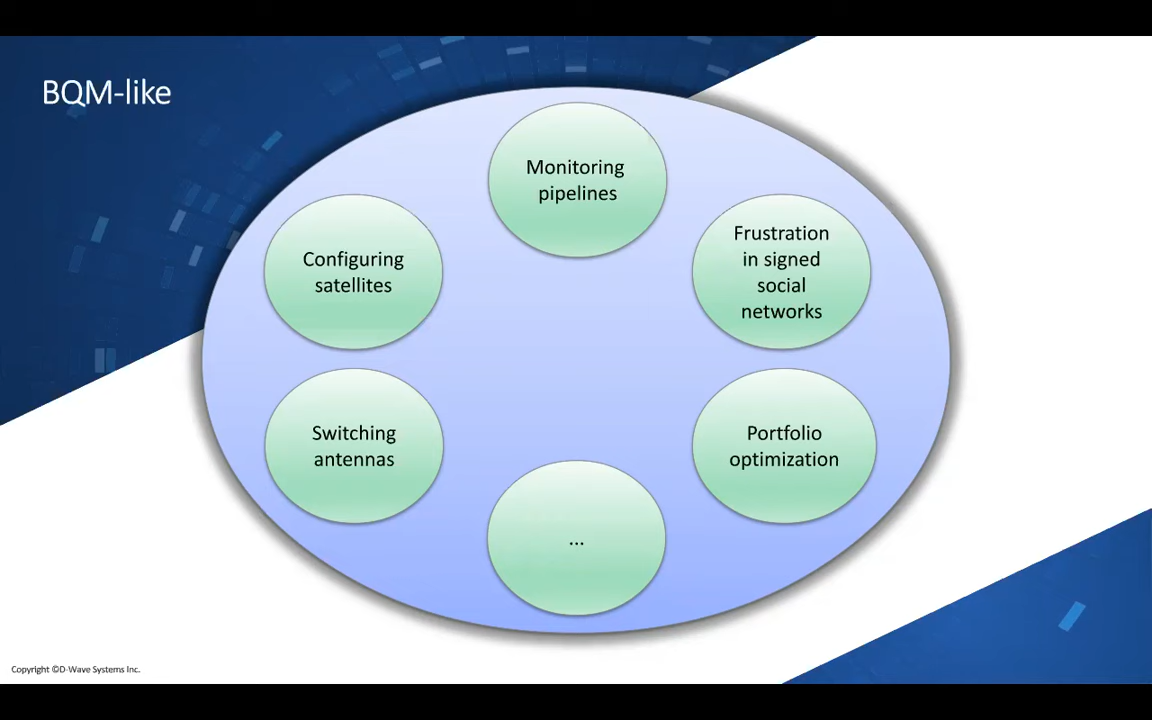 BQM-like
Monitoring
pipelines
Configuring
satellites
Frustration
in signed
social
networks
Switching
antennas
Portfolio
optimization
...
Copyright ©D-Wave Systems Inc.